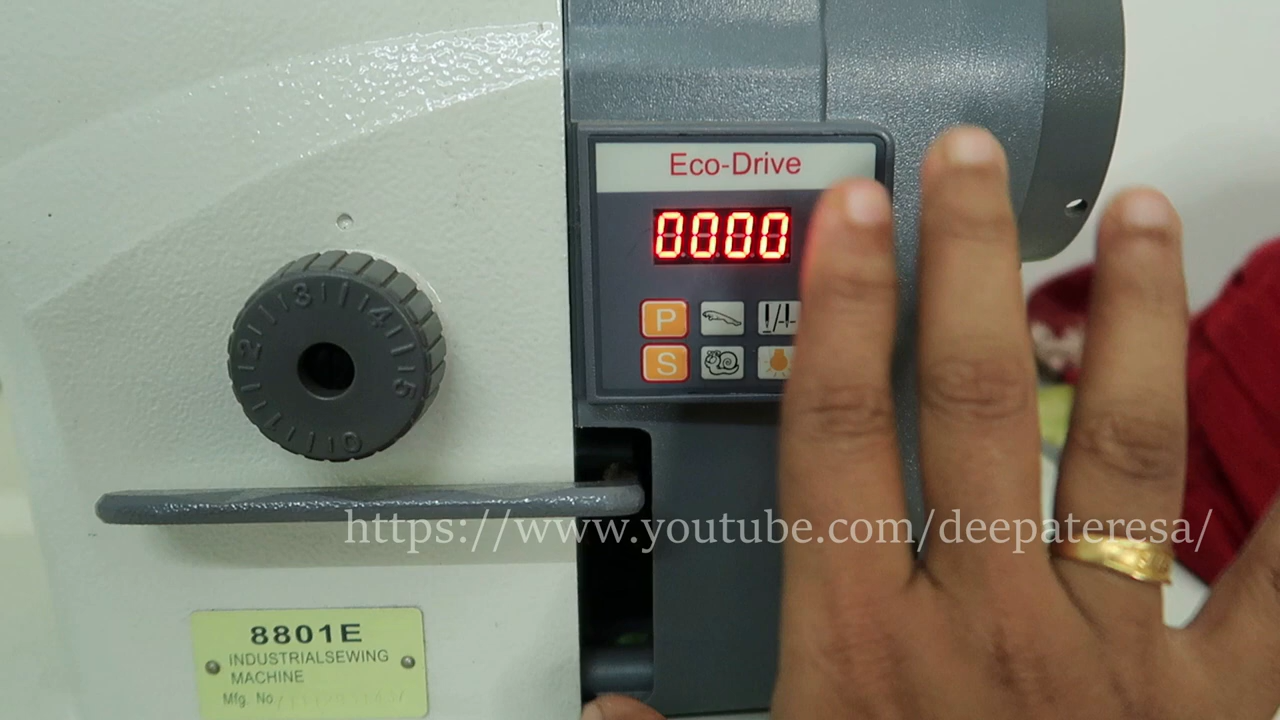 Eco-Drive
0000
P
S
3
4
2
5
1
0
https://www.youtube.com/deepateresa/
8801E
INDUSTRIALSEWING
MACHINE
Mfg. No